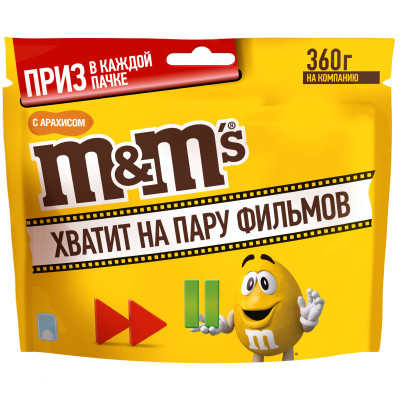 ПРИЗ В КАЖДОЙ
ПАЧКЕ
360г
НА КОМПАНИЮ
С АРАХИСОМ
m&m's®
ХВАТИТ НА ПАРУ ФИЛЬМОВ
m